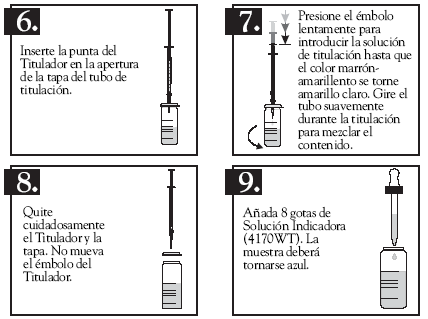 6.
Inserte la punta del
Titulador en la apertura
de la tapa del tubo de
titulación.
7.
Presione el émbolo
lentamente para
introducir la solución
de titulación hasta que
el color marrón-
amarillento se torne
amarillo claro. Gire el
tubo suavemente
durante la titulación
para mezclar el
contenido.
8.
Quite
cuidadosamente
el Titulador y la
tapa. No mueva
el émbolo del
Titulador.
9.
Añada 8 gotas de
Solución Indicadora
(4170WT). La
muestra deberá
tornarse azul.